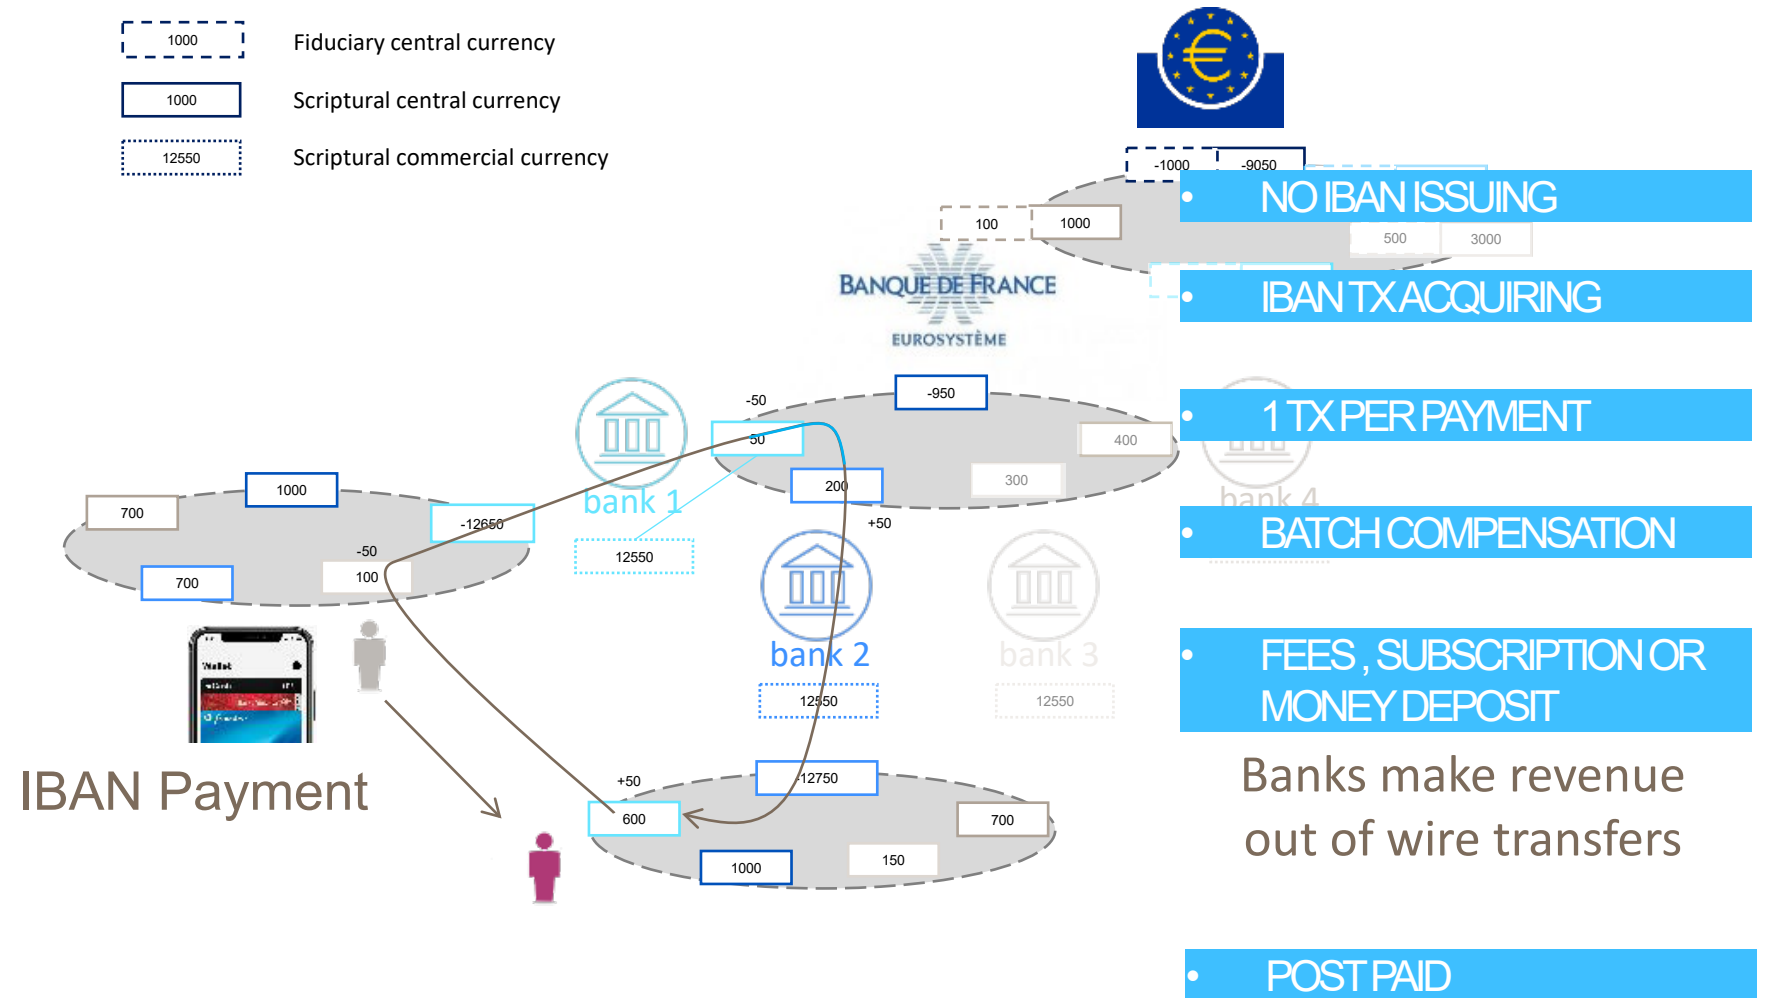 1000 Fiduciary central currency
1000 Scriptural central currency
12550 Scriptural commercial currency
€
-1000 -9050
100 1000
500 3000
BANQUE DE FRANCE
EUROSYSTÈME
• NO IBAN ISSUING
• IBAN TX ACQUIRING
• 1 TX PER PAYMENT
• BATCH COMPENSATION
• FEES , SUBSCRIPTION OR
MONEY DEPOSIT
-950
-50
50
400
200
300
+50
bank 1
12550
bank 4
1000
700
-12650
-50
700
100
bank 2
12550
bank 3
12550
Wallet
IBAN Payment
+50
-12750
600
700
1000
150
Banks make revenue
out of wire transfers
• POST PAID